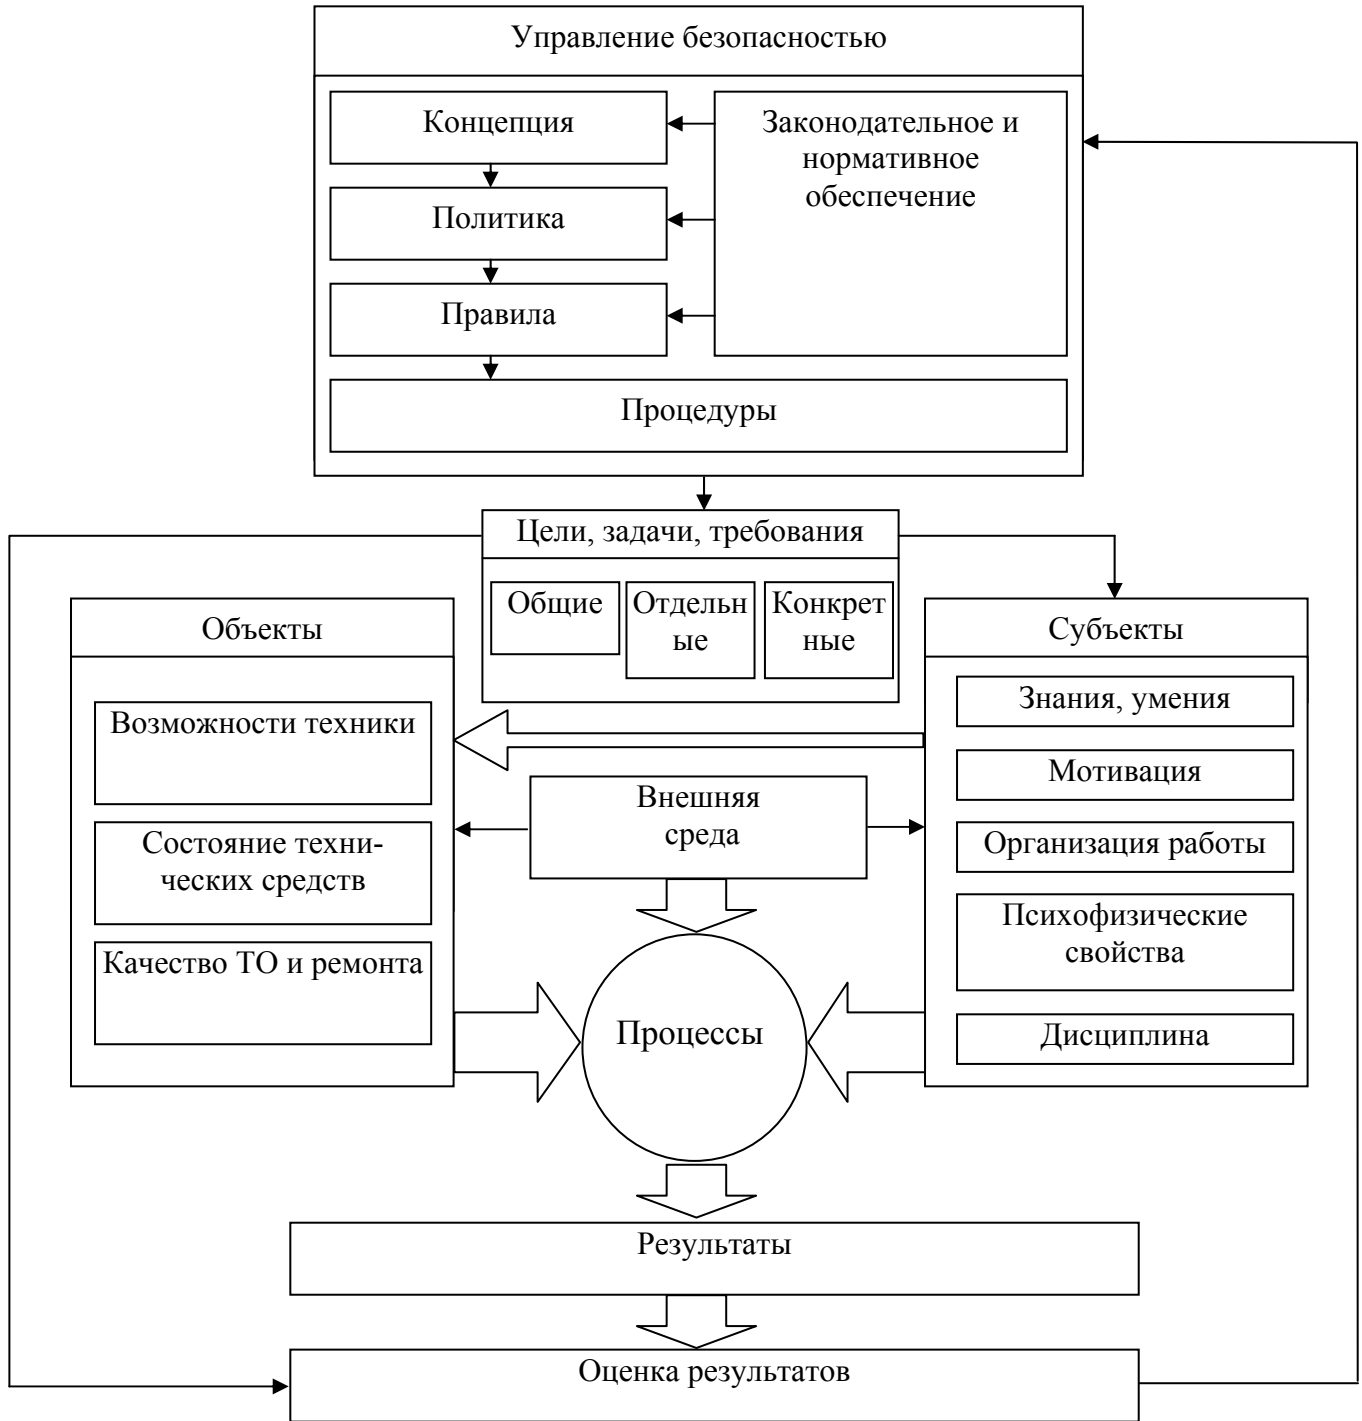 Управление безопасностью
Концепция
Законодательное и
нормативное
обеспечение
Политика
Правила
Процедуры
Цели, задачи, требования
Общие
Отдельн
ые
Конкрет
ные
Объекты
Возможности техники
Состояние техни-
ческих средств
Качество ТО и ремонта
Субъекты
Знания, умения
Мотивация
Организация работы
Психофизические
свойства
Дисциплина
Внешняя
среда
Процессы
Результаты
Оценка результатов